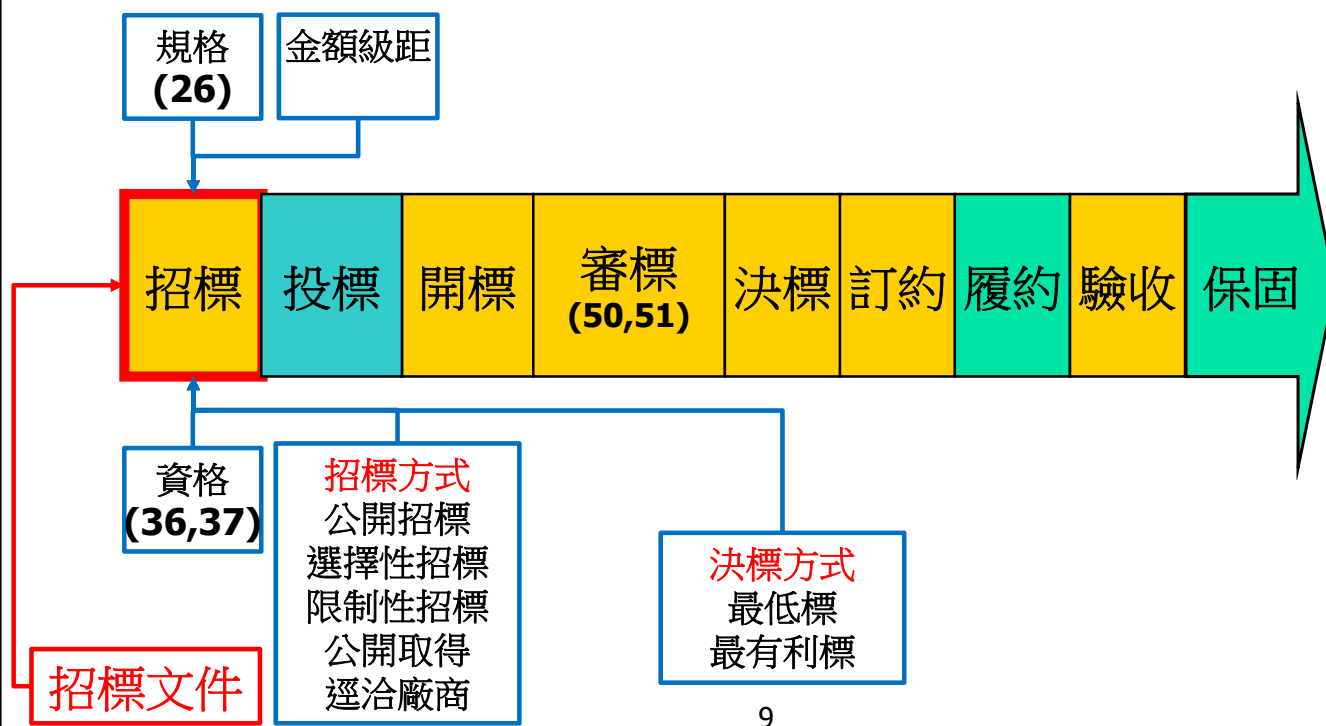 規格
(26)
金額級距
招標
投標
開標
審標
(50,51)
決標
訂約
履約
驗收
保固
資格
(36,37)
招標方式
公開招標
選擇性招標
限制性招標
公開取得
逕洽廠商
決標方式
最低標
最有利標
招標文件
9